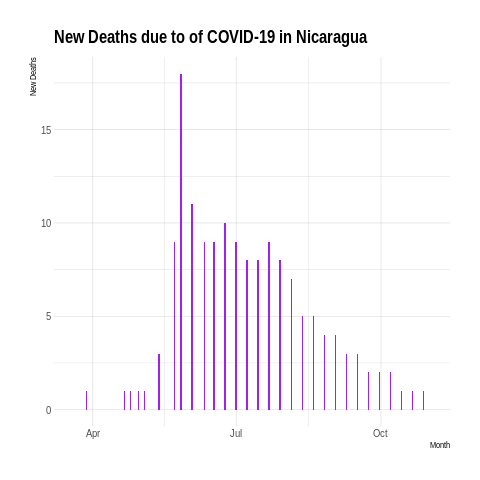 New Deaths due to of COVID-19 in Nicaragua
New Deaths
15
10
5
0
Apr
Jul
Oct
Month